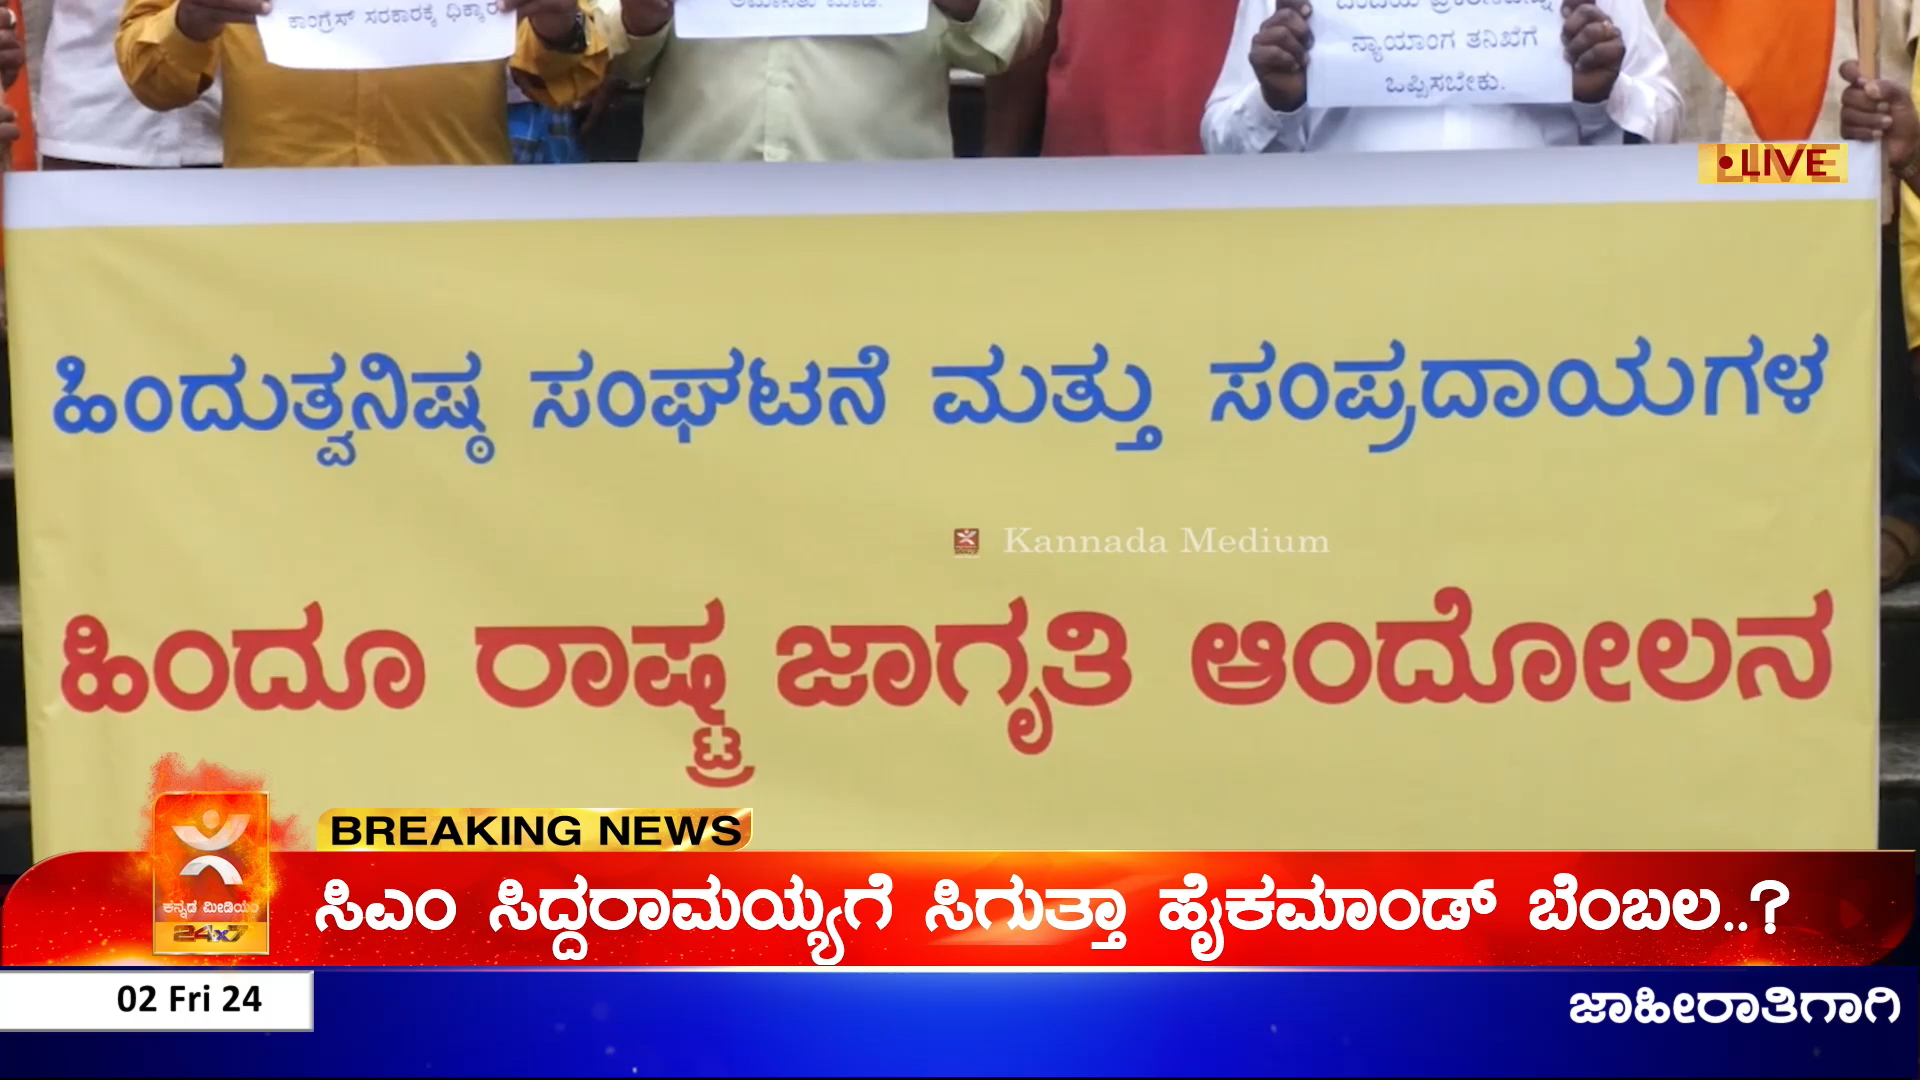 ಕಾಂಗ್ರೆಸ್ ಸರಕಾರಕ್ಕೆ ಧಿಕ್ಕಾರ
ನ್ಯಾಯಾಂಗ ತನಿಖೆಗೆ
ಒಪ್ಪಿಸಬೇಕು.
LIVE
ಹಿಂದುತ್ವನಿಷ್ಠ ಸಂಘಟನೆ ಮತ್ತು ಸಂಪ್ರದಾಯಗಳ
Kannada Medium
ಹಿಂದೂ ರಾಷ್ಟ್ರ ಜಾಗೃತಿ ಆಂದೋಲನ
BREAKING NEWS
ಸಿಎಂ ಸಿದ್ದರಾಮಯ್ಯಗೆ ಸಿಗುತ್ತಾ ಹೈಕಮಾಂಡ್ ಬೆಂಬಲ..?
ಕನ್ನಡ ಮೀಡಿಯಂ
24x7
02 Fri 24
ಜಾಹೀರಾತಿಗಾಗಿ